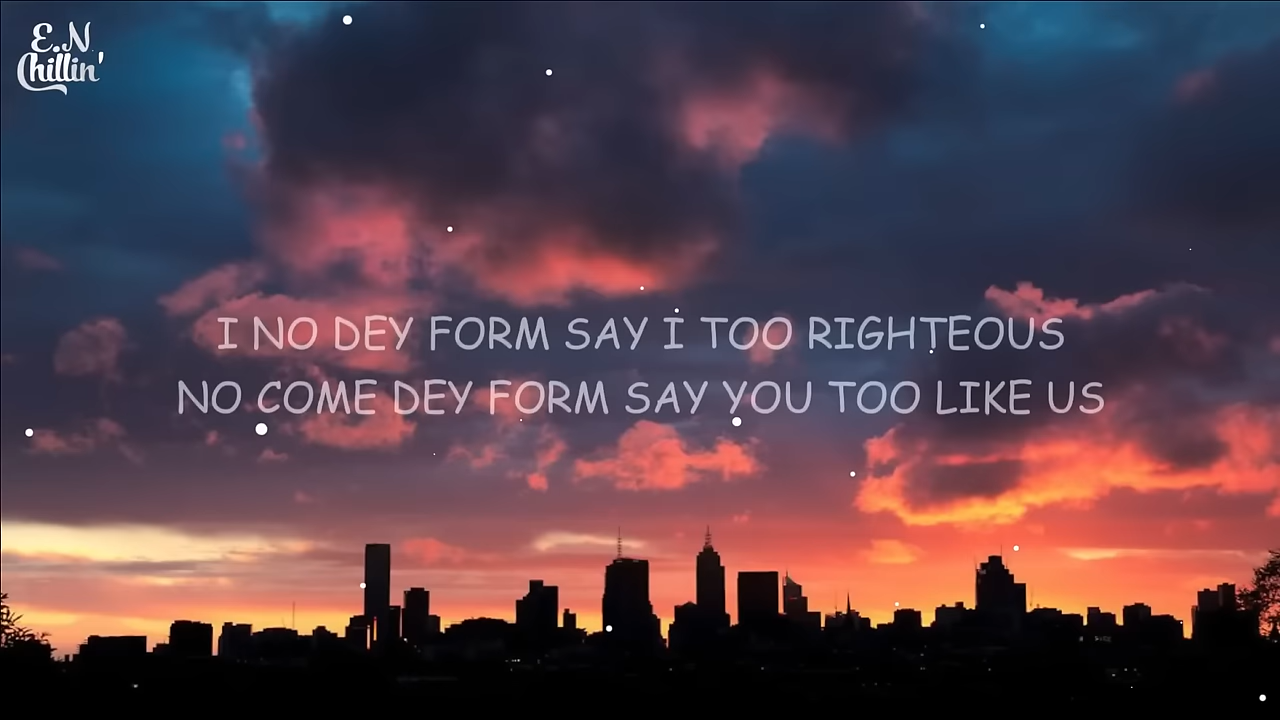 E.N
Chillin'
I NO DEY FORM SAY I TOO RIGHTEOUS
NO COME DEY FORM SAY YOU TOO LIKE US